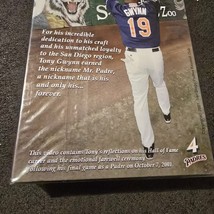 S Zoo
GWYNN
19
For his incredible
dedication to his craft
and his unmatched loyalty
to the San Diego region,
Tony Gwynn earned
the nickname Mr. Padre,
a nickname that is his
and only his...
forever.
4
PADRES
This video contains Tony's reflections on his Hall of Fame
career and the emotional farewell ceremony
following his final game as a Padre on October 7, 2001.